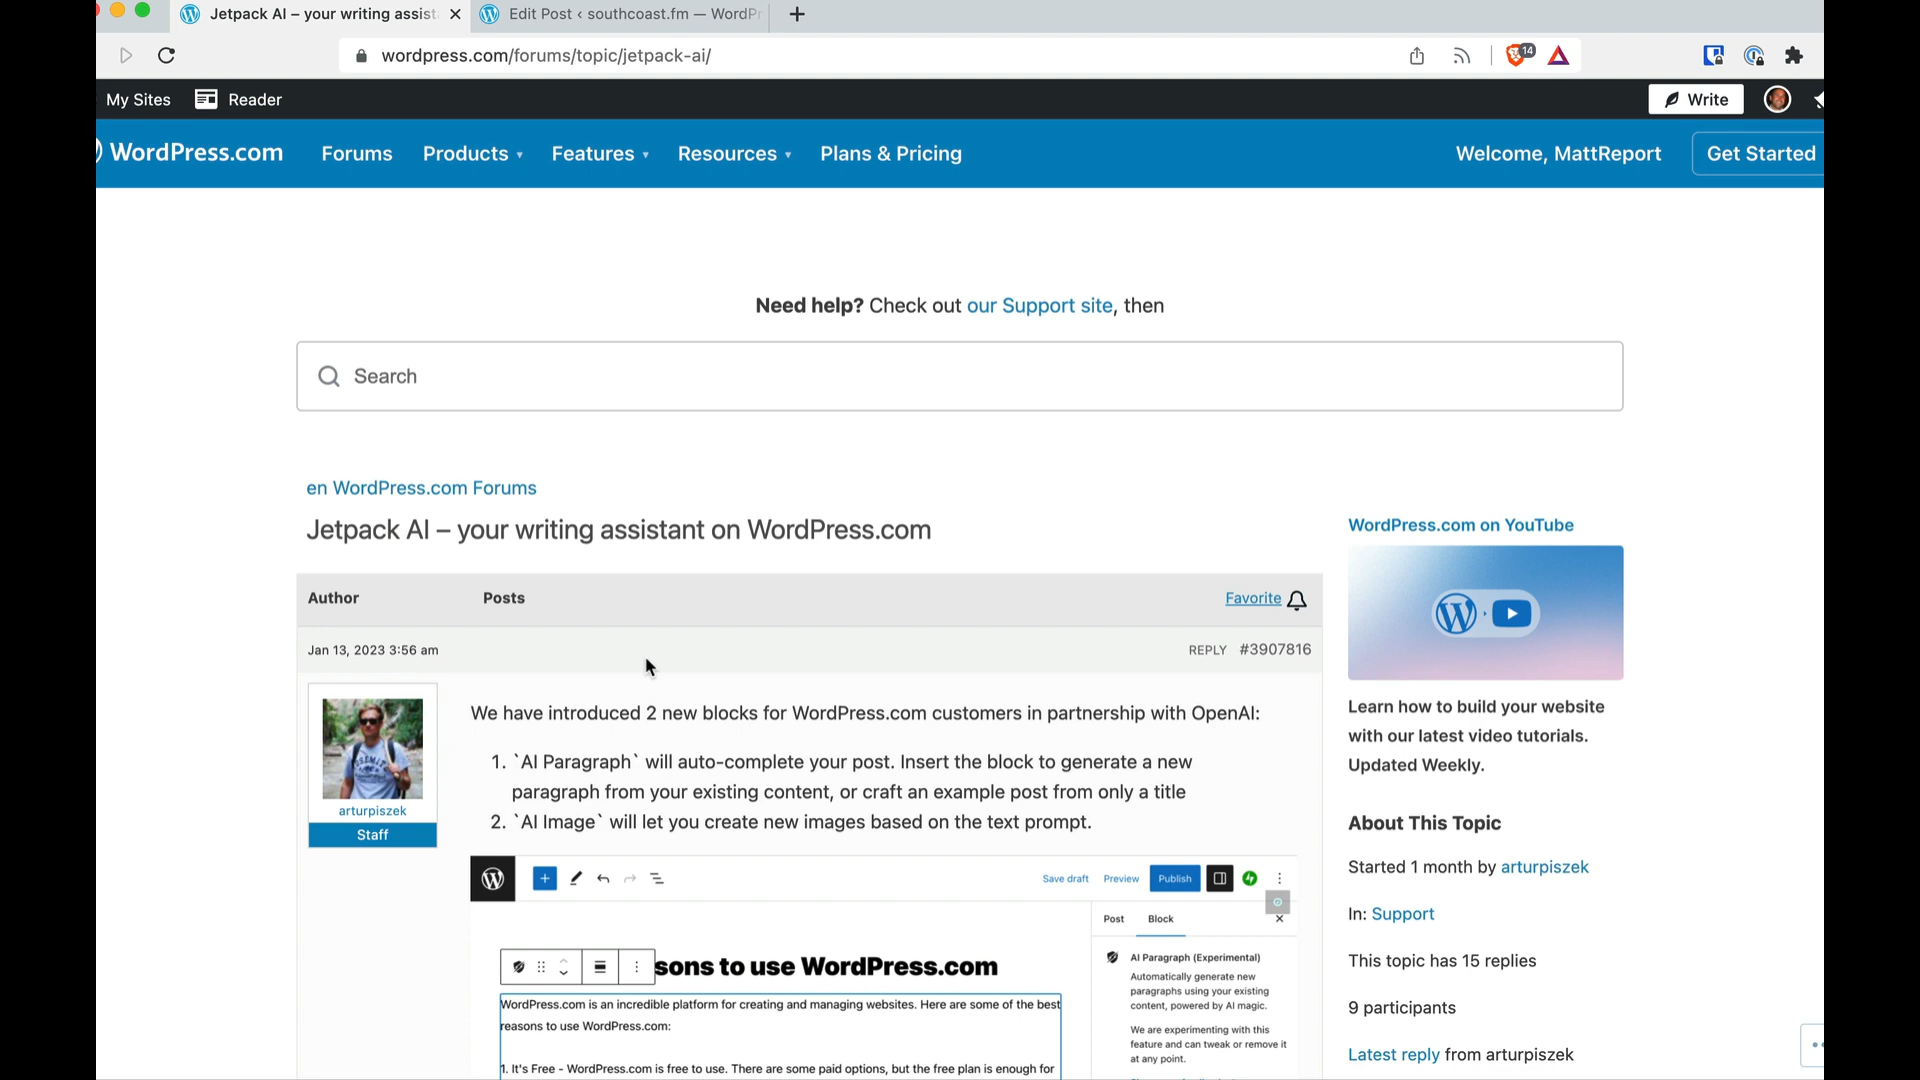 Jetpack AI – your writing assist
Edit Post ‹ southcoast.fm — WordPr
wordpress.com/forums/topic/jetpack-ai/
14
My Sites
Reader
Write
WordPress.com
Forums
Products
Features
Resources
Plans & Pricing
Welcome, MattReport
Get Started
Need help? Check out our Support site, then
Search
en WordPress.com Forums
Jetpack AI – your writing assistant on WordPress.com
Author
Posts
Favorite
Jan 13, 2023 3:56 am
REPLY #3907816
arturpiszek
Staff
We have introduced 2 new blocks for WordPress.com customers in partnership with OpenAI:
1. `AI Paragraph` will auto-complete your post. Insert the block to generate a new
paragraph from your existing content, or craft an example post from only a title
2. `AI Image` will let you create new images based on the text prompt.
Save draft
Preview
Publish
Post
Block
sons to use WordPress.com
WordPress.com is an incredible platform for creating and managing websites. Here are some of the best
reasons to use WordPress.com:
1. It's Free - WordPress.com is free to use. There are some paid options, but the free plan is enough for
AI Paragraph (Experimental)
Automatically generate new
paragraphs using your existing
content, powered by AI magic.
We are experimenting with this
feature and can tweak or remove it
at any point.
WordPress.com on YouTube
Learn how to build your website
with our latest video tutorials.
Updated Weekly.
About This Topic
Started 1 month by arturpiszek
In: Support
This topic has 15 replies
9 participants
Latest reply from arturpiszek